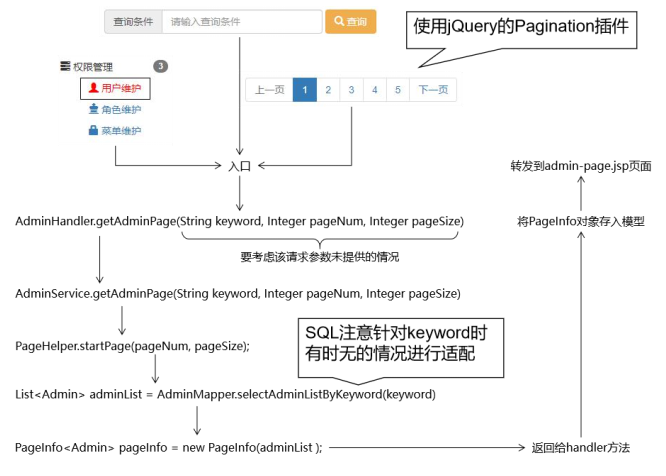 查询条件 请输入查询条件 查询
使用jQuery的Pagination插件
权限管理 3
用户维护
角色维护
菜单维护
上一页 1 2 3 4 5 下一页
入口
转发到admin-page.jsp页面
AdminHandler.getAdminPage(String keyword, Integer pageNum, Integer pageSize)
将PageInfo对象存入模型
要考虑该请求参数未提供的情况
AdminService.getAdminPage(String keyword, Integer pageNum, Integer pageSize)
SQL注意针对keyword时
有时无的情况进行适配
PageHelper.startPage(pageNum, pageSize);
List<Admin> adminList = AdminMapper.selectAdminListByKeyword(keyword)
PageInfo<Admin> pageInfo = new PageInfo(adminList );
返回给handler方法